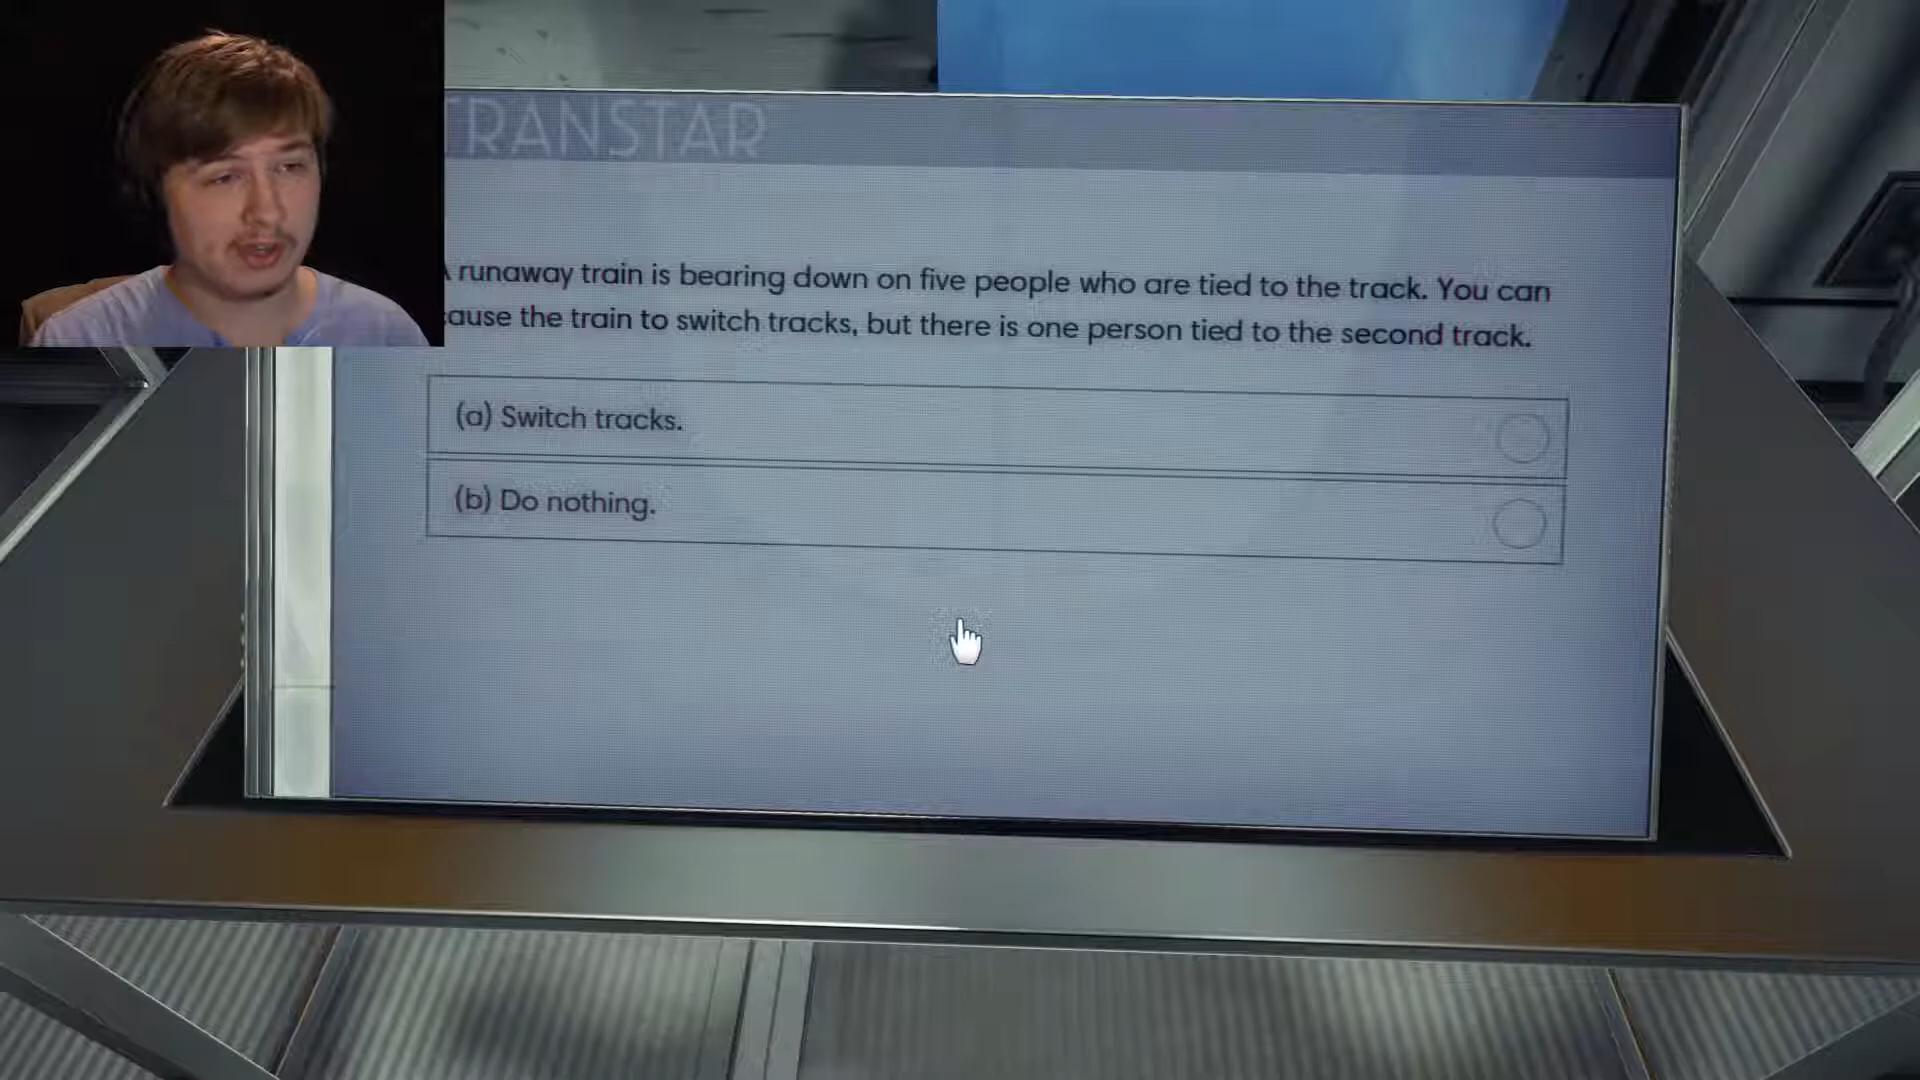 RANSTAR
runaway train is bearing down on five people who are tied to the track. You can
ause the train to switch tracks, but there is one person tied to the second track.
(a) Switch tracks.
(b) Do nothing.